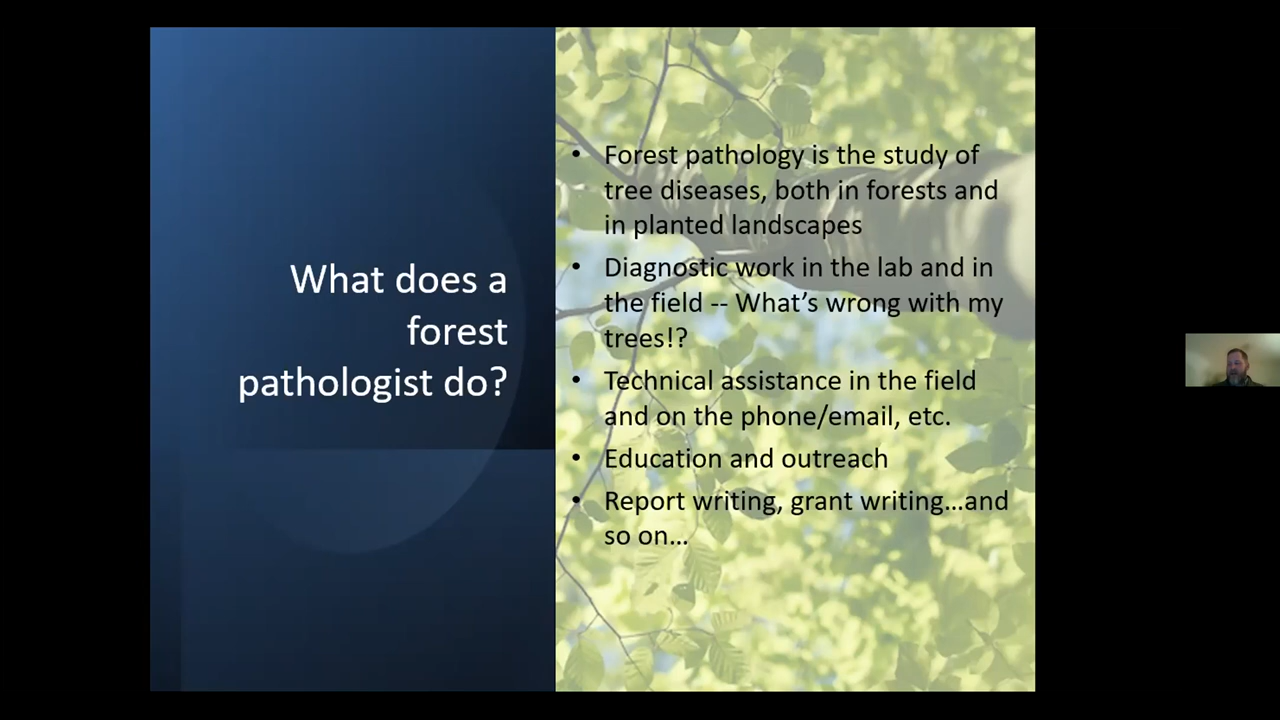 What does a
forest
pathologist do?
• Forest pathology is the study of
tree diseases, both in forests and
in planted landscapes
• Diagnostic work in the lab and in
the field -- What's wrong with my
trees!?
• Technical assistance in the field
and on the phone/email, etc.
• Education and outreach
• Report writing, grant writing...and
so on...